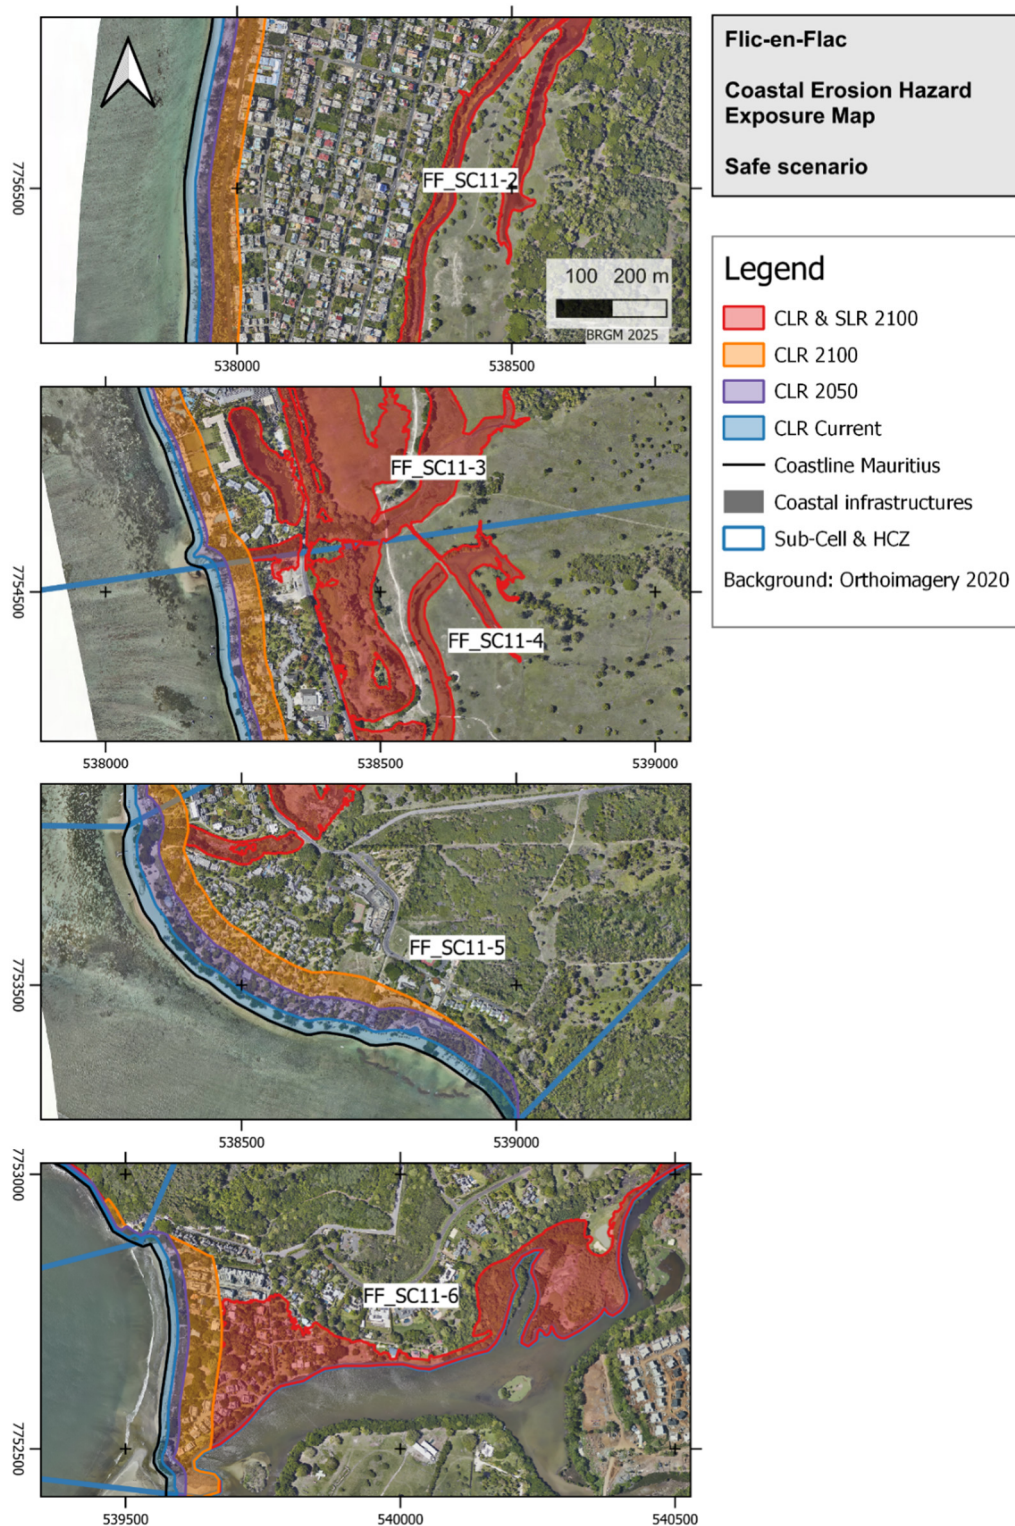 Flic-en-Flac
Coastal Erosion Hazard
Exposure Map
Safe scenario
Legend
CLR & SLR 2100
CLR 2100
CLR 2050
CLR Current
Coastline Mauritius
Coastal infrastructures
Sub-Cell & HCZ
Background: Orthoimagery 2020
7756000
FF_SC11-2
100 200 m
BRGM 2025
538000 538500
7754500
FF_SC11-3
FF_SC11-4
538000 538500 539000
7753500
FF_SC11-5
538500 539000
7753000
FF_SC11-6
7752500
539500 540000 540500